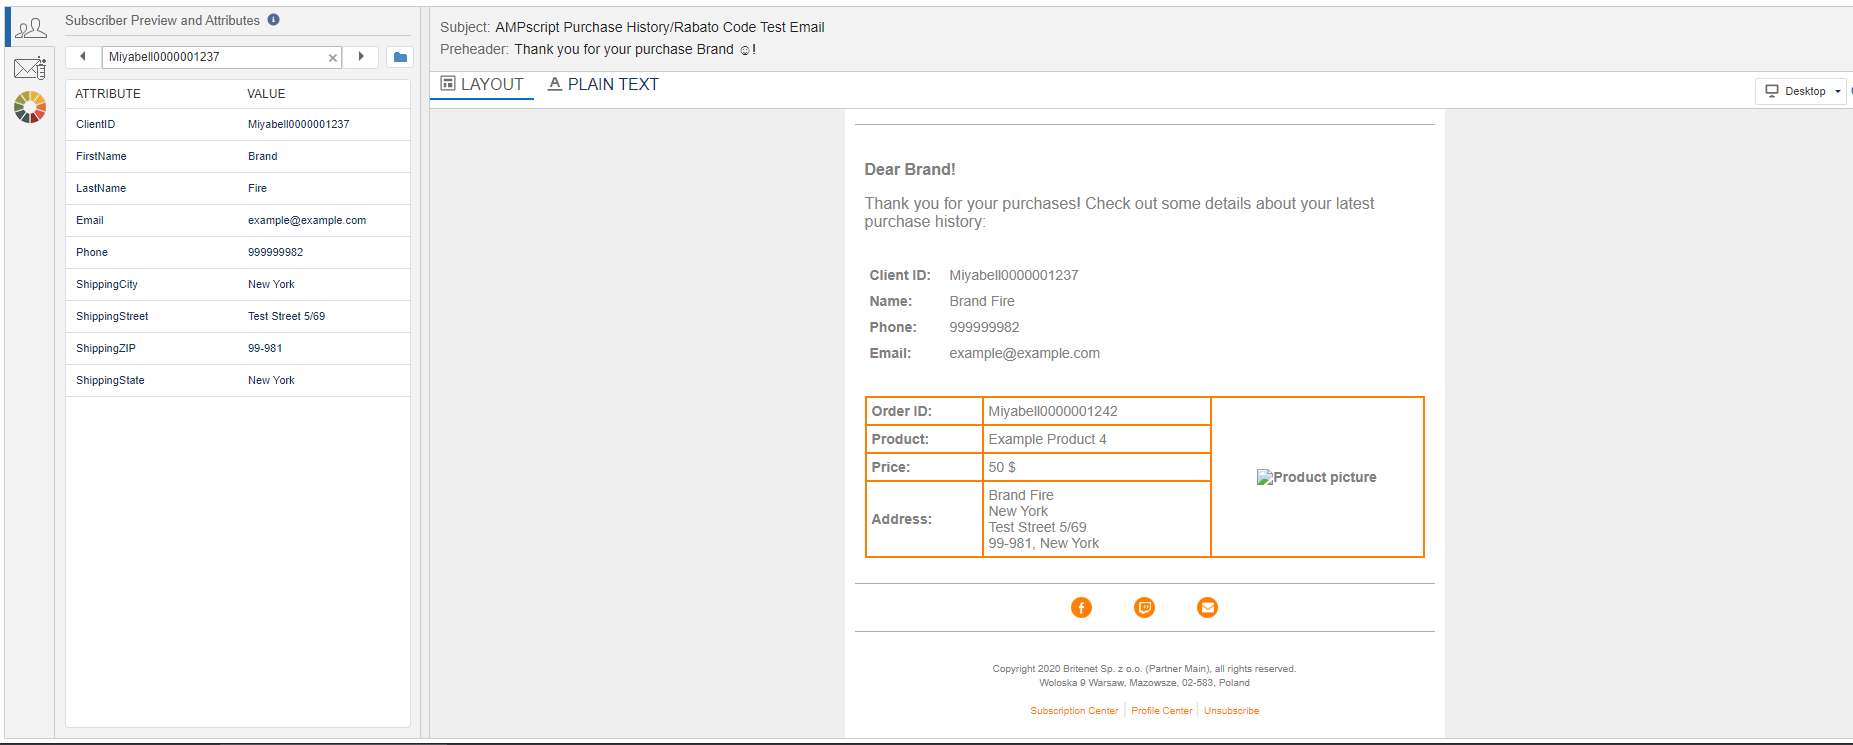 Subscriber Preview and Attributes
Miyabell0000001237
ATTRIBUTE VALUE
ClientID Miyabell0000001237
FirstName Brand
LastName Fire
Email example@example.com
Phone 999999982
ShippingCity New York
ShippingStreet Test Street 5/69
ShippingZIP 99-981
ShippingState New York
Subject: AMPscript Purchase History/Rabato Code Test Email
Preheader: Thank you for your purchase Brand ☺!
LAYOUT PLAIN TEXT
Desktop
Dear Brand!
Thank you for your purchases! Check out some details about your latest
purchase history:
Client ID: Miyabell0000001237
Name: Brand Fire
Phone: 999999982
Email: example@example.com
Order ID: Miyabell0000001242
Product: Example Product 4
Price: 50 $
Address: Brand Fire
New York
Test Street 5/69
99-981, New York
Product picture
Copyright 2020 Britenet Sp. z o.o. (Partner Main), all rights reserved.
Woloska 9 Warsaw, Mazowsze, 02-583, Poland
Subscription Center | Profile Center | Unsubscribe